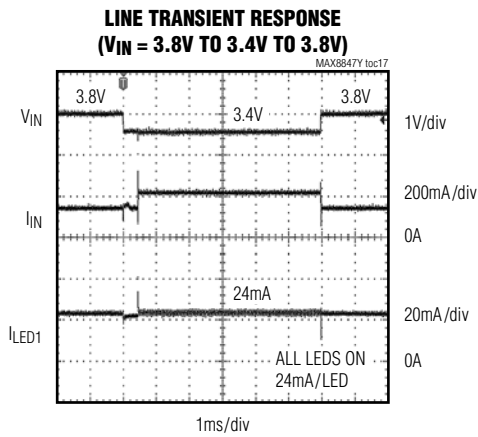 LINE TRANSIENT RESPONSE
(VIN = 3.8V TO 3.4V TO 3.8V)
MAX8847Y toc17
T
3.8V
3.4V
3.8V
VIN
1V/div
200mA/div
IIN
0A
24mA
20mA/div
ILED1
ALL LEDS ON
24mA/LED
0A
1ms/div